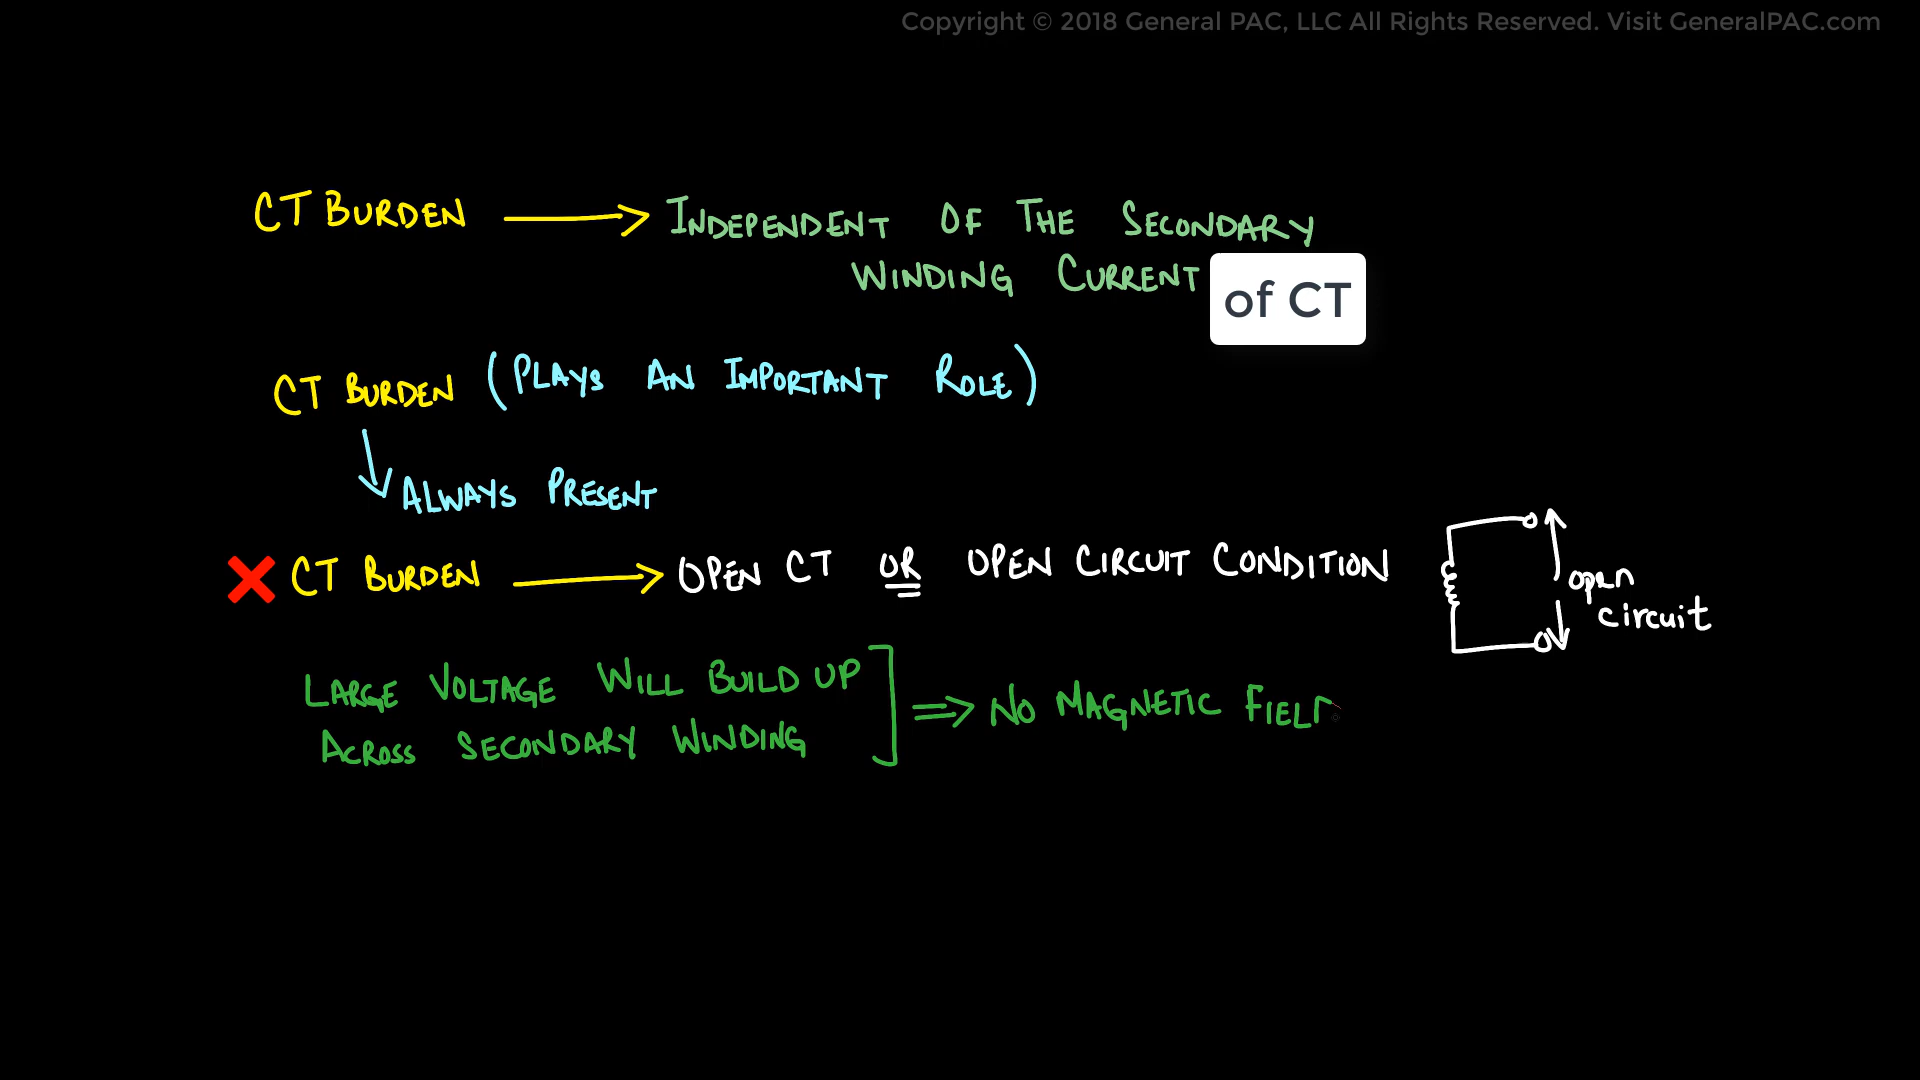 Copyright © 2018 General PAC, LLC All Rights Reserved. Visit GeneralPAC.com
CT BURDEN → INDEPENDENT OF THE SECONDARY
WINDING CURRENT of CT
CT BURDEN (PLAYS AN IMPORTANT ROLE)
ALWAYS PRESENT
❌ CT BURDEN → OPEN CT OR OPEN CIRCUIT CONDITION
open
circuit
LARGE VOLTAGE WILL BUILD UP
ACROSS SECONDARY WINDING
⇒ NO MAGNETIC FIEL